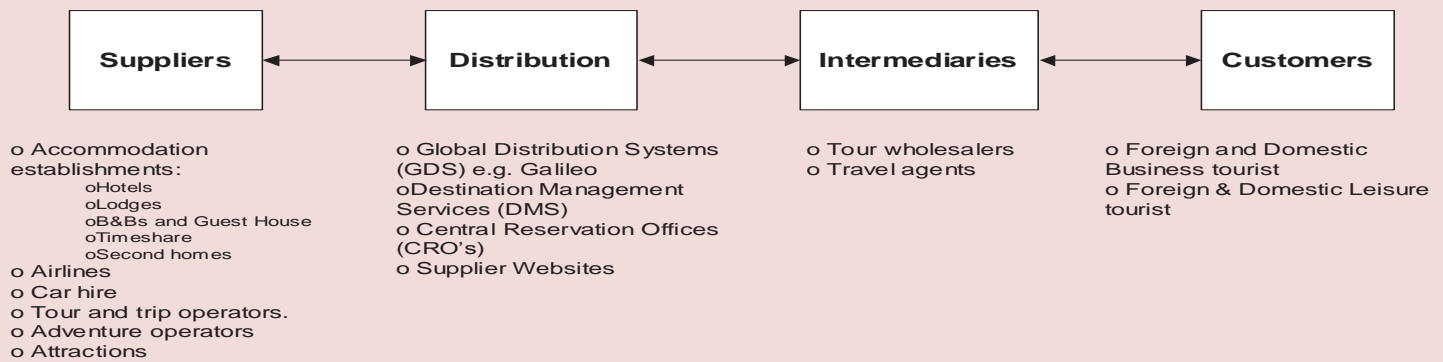 Suppliers
Distribution
Intermediaries
Customers
o Accommodation
establishments:
oHotels
oLodges
oB&Bs and Guest House
oTimeshare
oSecond homes
o Airlines
o Car hire
o Tour and trip operators.
o Adventure operators
o Attractions
o Global Distribution Systems
(GDS) e.g. Galileo
oDestination Management
Services (DMS)
o Central Reservation Offices
(CRO's)
o Supplier Websites
o Tour wholesalers
o Travel agents
o Foreign and Domestic
Business tourist
o Foreign & Domestic Leisure
tourist